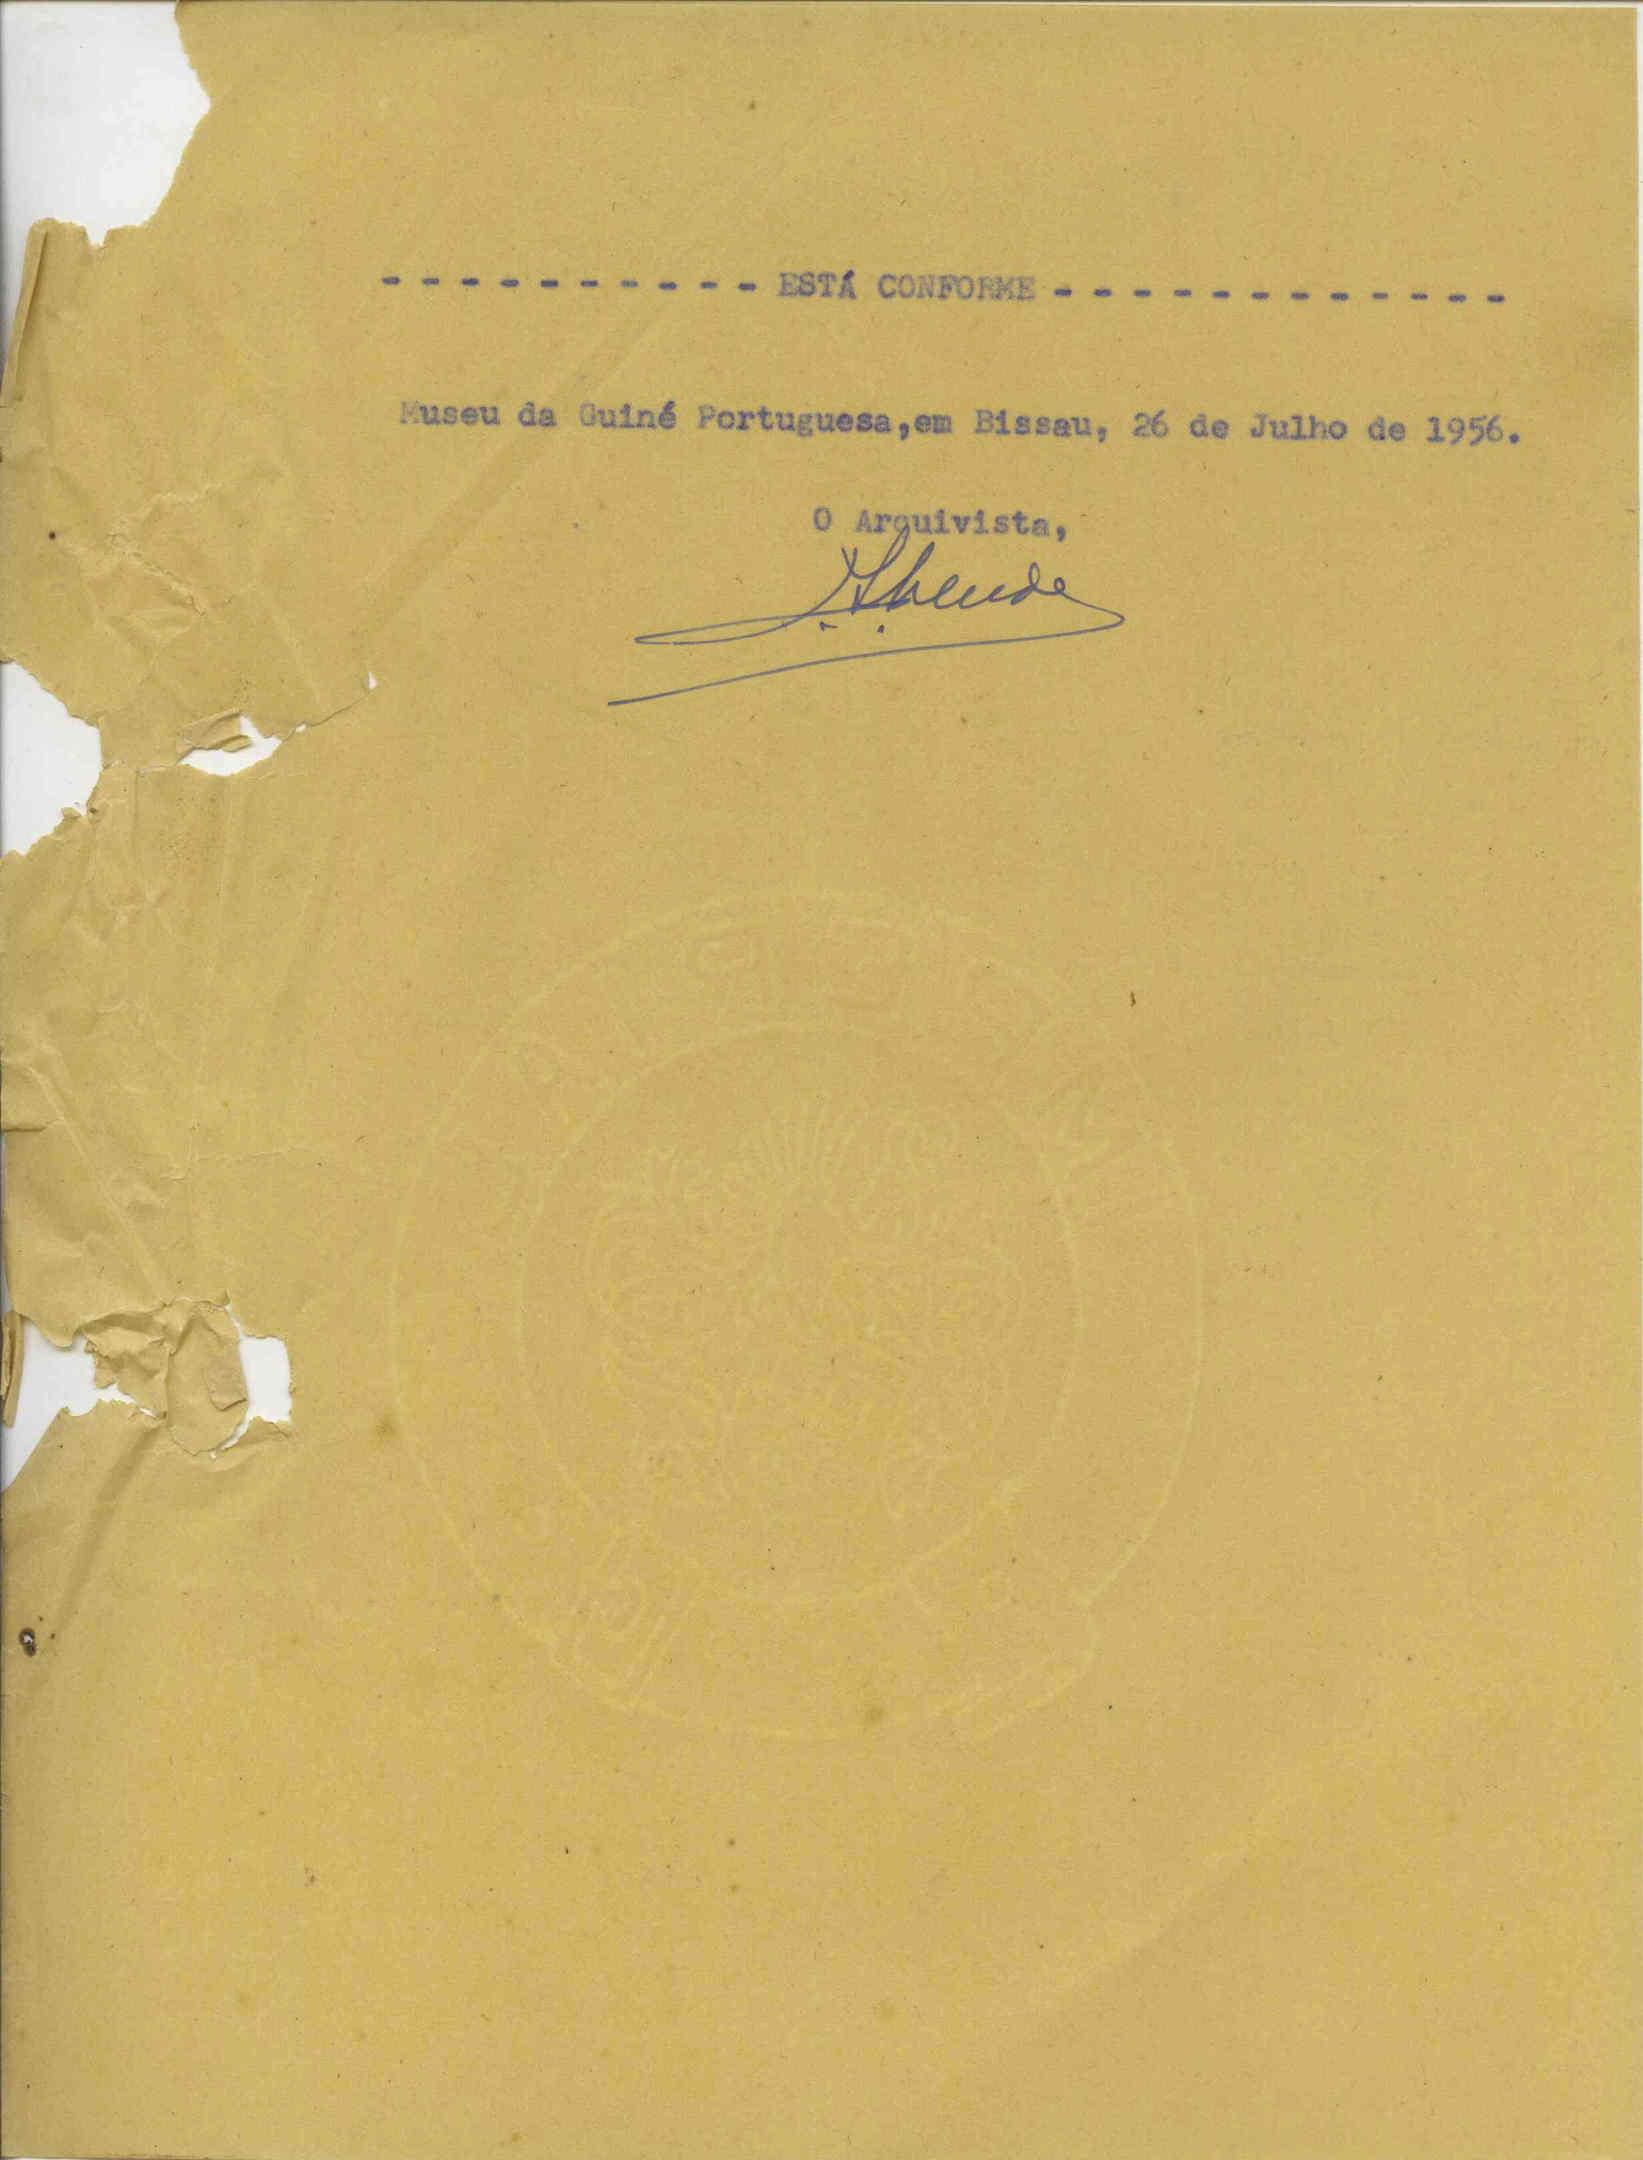 - - - - - - - - - - ESTÁ CONFORME - - - - - - - - - - - -
Museu da Guiné Portuguesa,em Bissau, 26 de Julho de 1956.
O Arquivista,